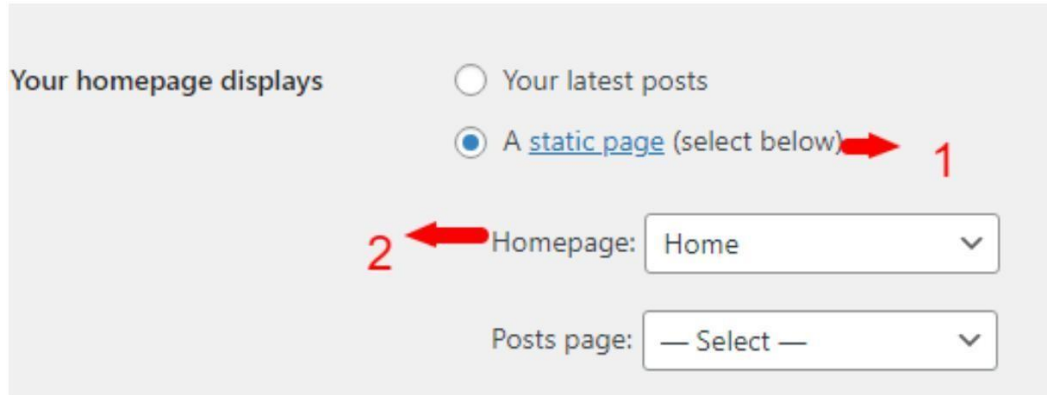 Your homepage displays
Your latest posts
A static page (select below)
1
2
Homepage: Home
Posts page: — Select —